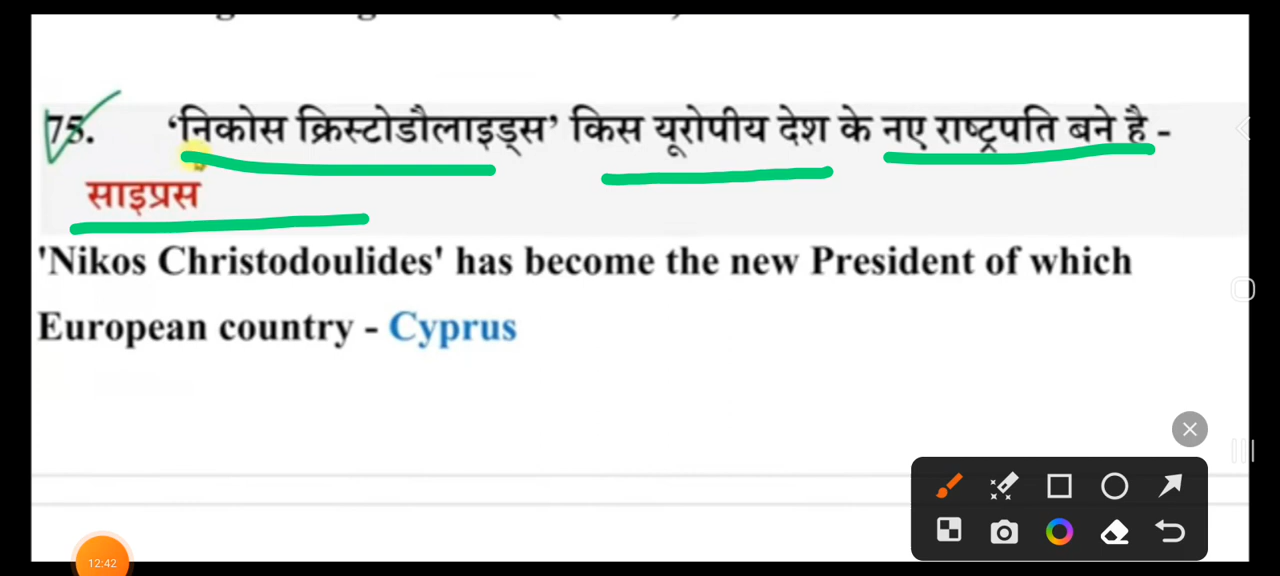 75. ‘निकोस क्रिस्टोडौलाइड्स’ किस यूरोपीय देश के नए राष्ट्रपति बने है -
साइप्रस
'Nikos Christodoulides' has become the new President of which
European country - Cyprus
12:42